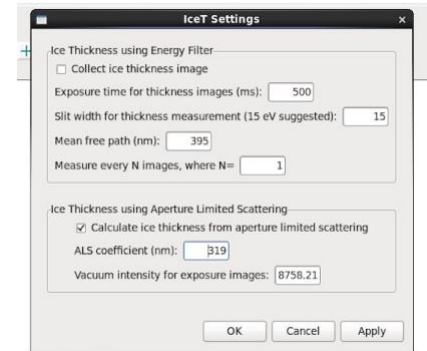 IceT Settings
Ice Thickness using Energy Filter
Collect ice thickness image
Exposure time for thickness images (ms): 500
Slit width for thickness measurement (15 eV suggested): 15
Mean free path (nm): 395
Measure every N images, where N= 1
Ice Thickness using Aperture Limited Scattering
Calculate ice thickness from aperture limited scattering
ALS coefficient (nm): 319
Vacuum intensity for exposure images: 8758.21
OK Cancel Apply